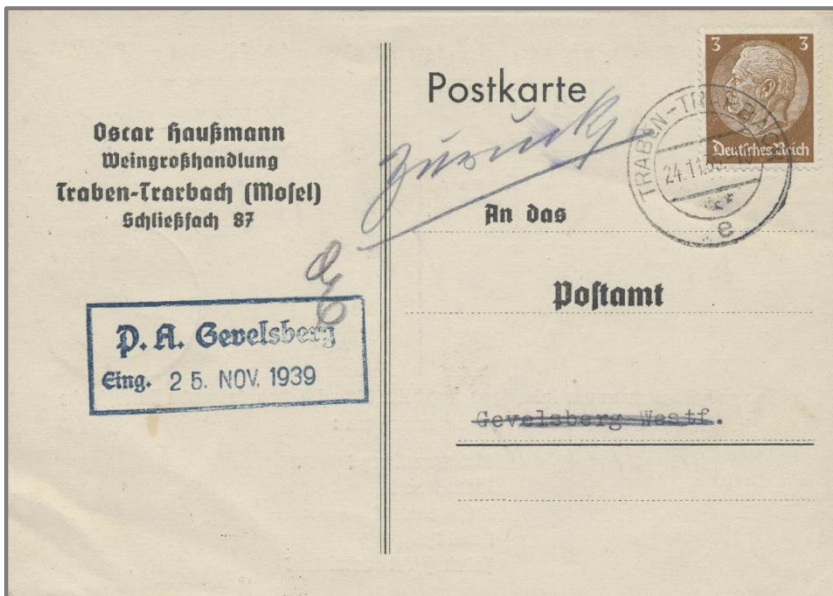 Oscar Haußmann
Weingroßhandlung
Traben-Trarbach (Mosel)
Schließfach 87
P. A. Gevelsberg
Eing. 25. NOV. 1939
Postkarte
Zurück
3 3
Deutsches Reich
TRABEN-TRARBACH
24.11.39
e
An das
Postamt
Gevelsberg Westf.